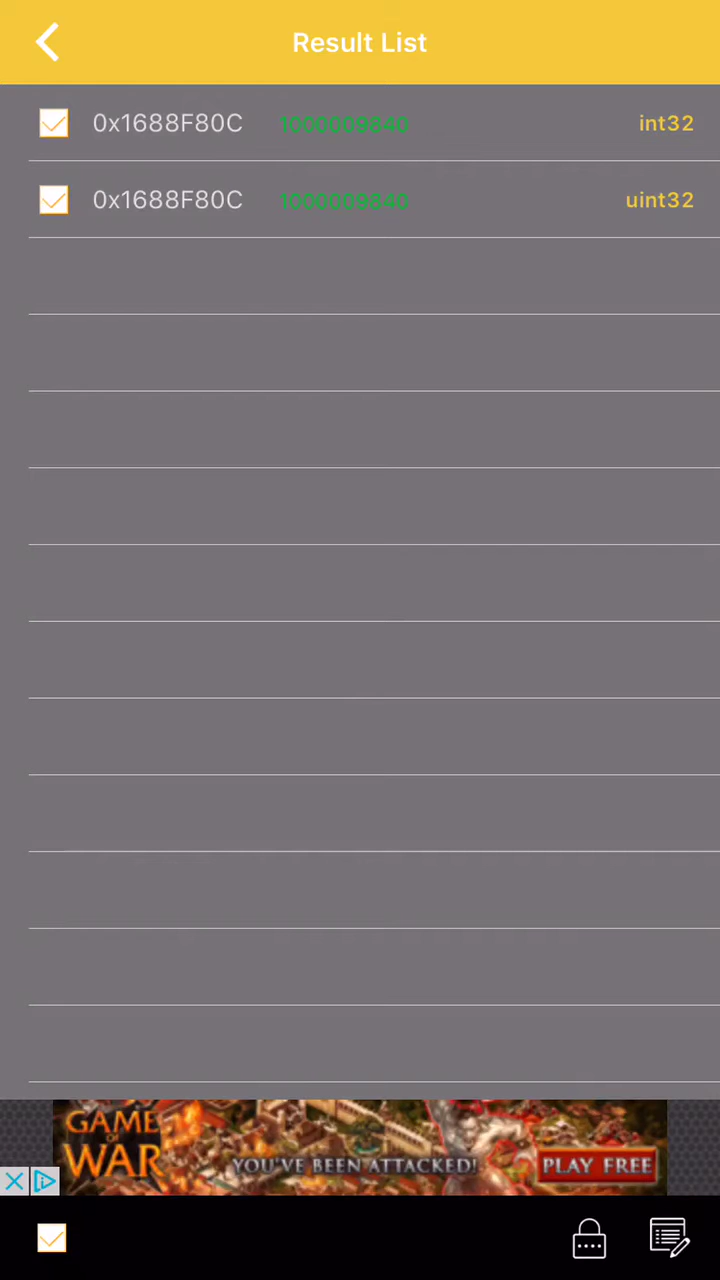 Result List
0x1688F80C 1000009840 int32
0x1688F80C 1000009840 uint32
GAME
OF
WAR
YOU'VE BEEN ATTACKED!
PLAY FREE